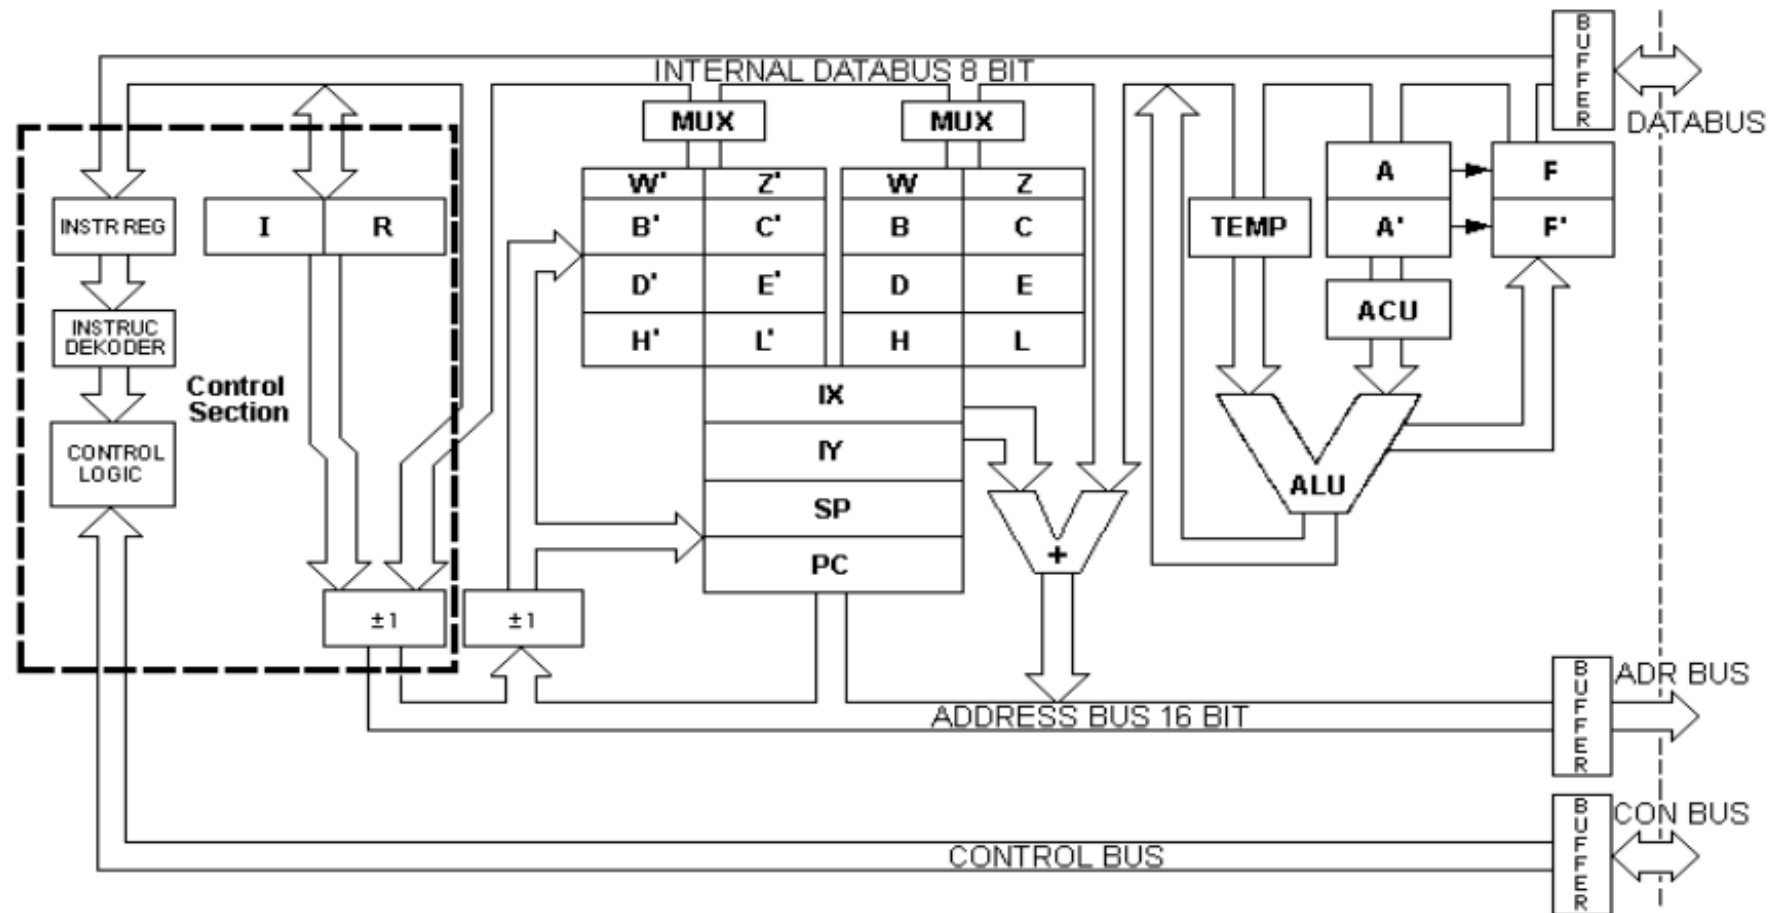 BUFFER
INTERNAL DATABUS 8 BIT
DATABUS
MUX
MUX
W' Z' W Z
A F
INSTR REG
I R
B' C' B C
TEMP
A' F'
D' E' D E
ACU
INSTRUC
DEKODER
H' L' H L
Control
Section
IX
CONTROL
LOGIC
IY
ALU
SP
+
PC
±1
±1
BUFFER
ADR BUS
ADDRESS BUS 16 BIT
BUFFER
CON BUS
CONTROL BUS